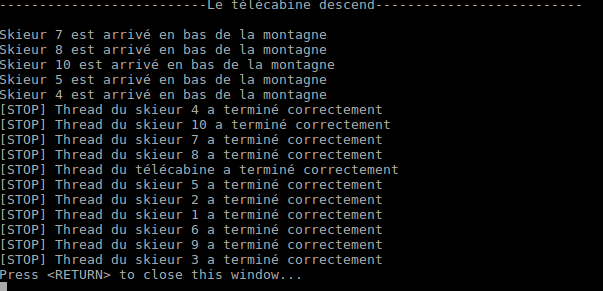 --------------------------Le télécabine descend--------------------------
Skieur 7 est arrivé en bas de la montagne
Skieur 8 est arrivé en bas de la montagne
Skieur 10 est arrivé en bas de la montagne
Skieur 5 est arrivé en bas de la montagne
Skieur 4 est arrivé en bas de la montagne
[STOP] Thread du skieur 4 a terminé correctement
[STOP] Thread du skieur 10 a terminé correctement
[STOP] Thread du skieur 7 a terminé correctement
[STOP] Thread du skieur 8 a terminé correctement
[STOP] Thread du télécabine a terminé correctement
[STOP] Thread du skieur 5 a terminé correctement
[STOP] Thread du skieur 2 a terminé correctement
[STOP] Thread du skieur 1 a terminé correctement
[STOP] Thread du skieur 6 a terminé correctement
[STOP] Thread du skieur 9 a terminé correctement
[STOP] Thread du skieur 3 a terminé correctement
Press <RETURN> to close this window...